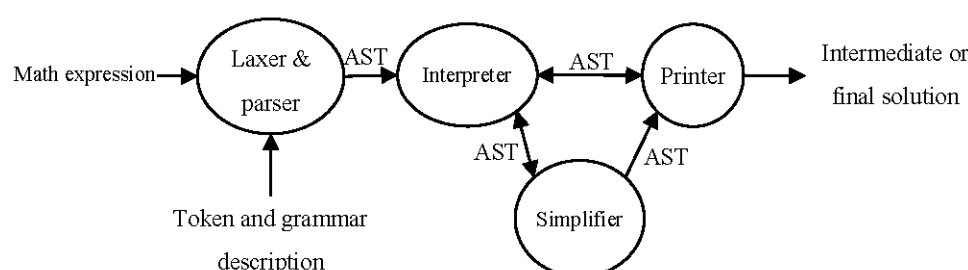 Math expression
Laxer &
parser
AST
Interpreter
AST
Printer
Intermediate or
final solution
AST
AST
Simplifier
Token and grammar
description